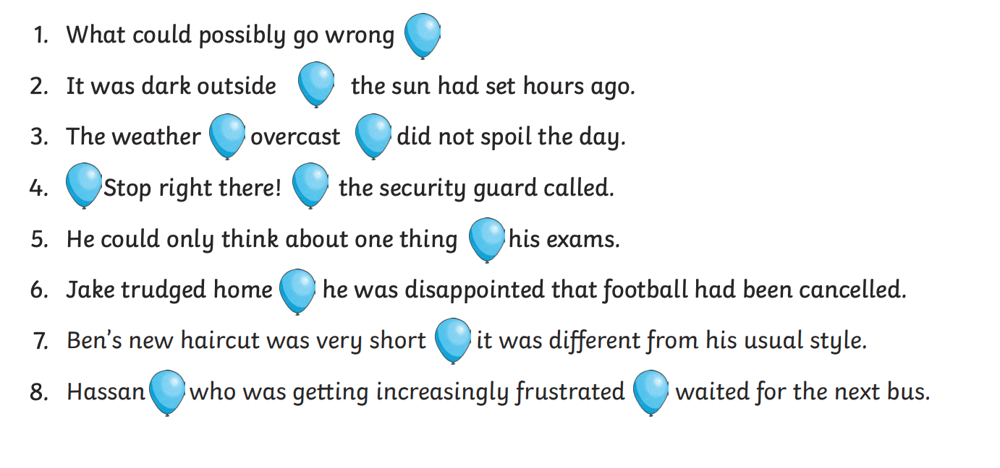 1. What could possibly go wrong
2. It was dark outside the sun had set hours ago.
3. The weather overcast did not spoil the day.
4. Stop right there! the security guard called.
5. He could only think about one thing his exams.
6. Jake trudged home he was disappointed that football had been cancelled.
7. Ben's new haircut was very short it was different from his usual style.
8. Hassan who was getting increasingly frustrated waited for the next bus.